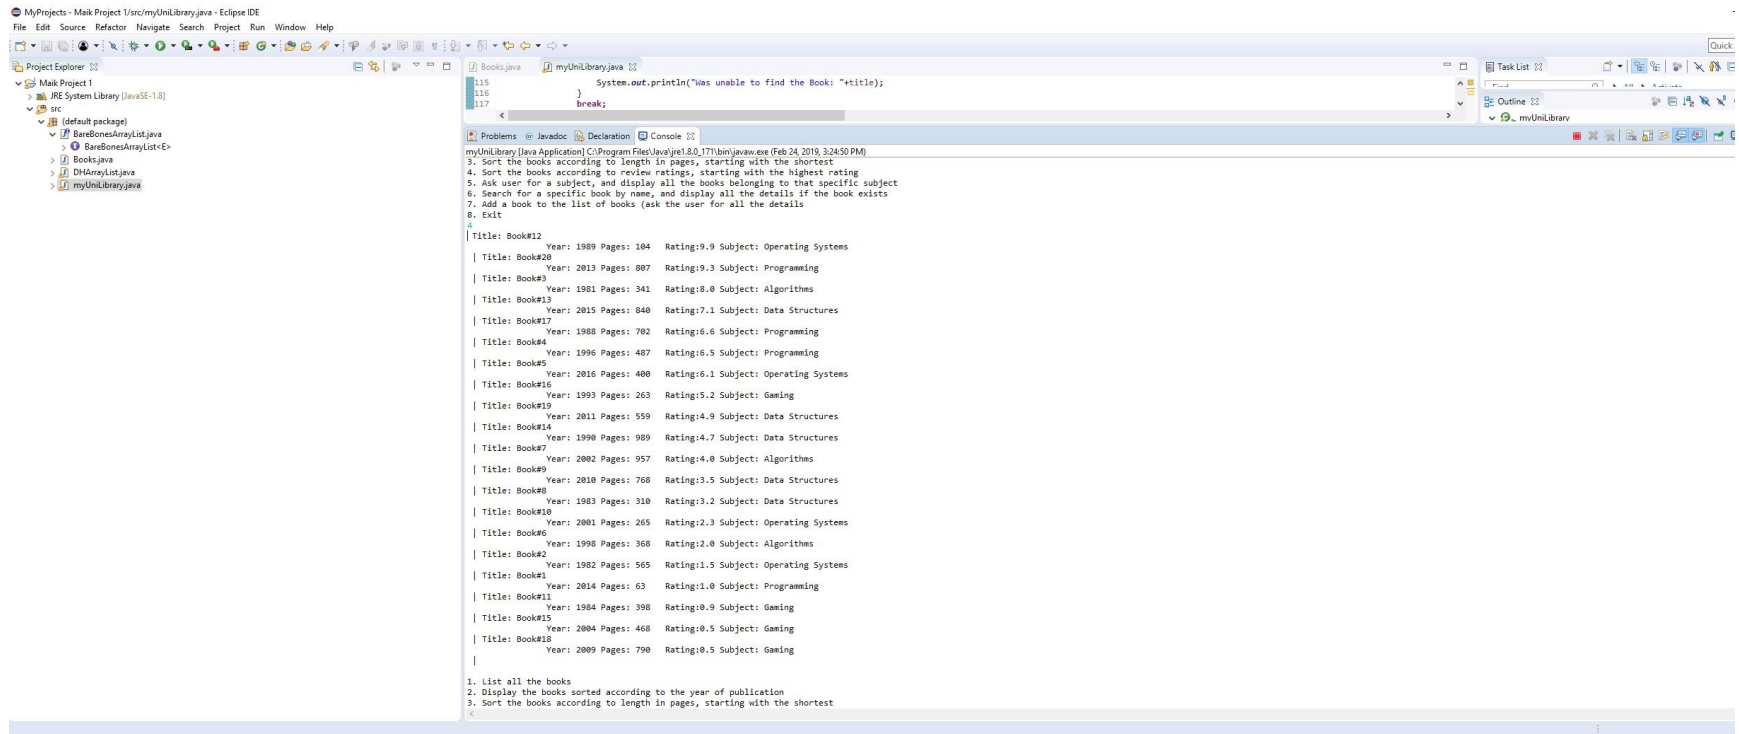 MyProjects - Maik Project 1/src/myUniLibrary.java - Eclipse IDE
File Edit Source Refactor Navigate Search Project Run Window Help
Quick
Project Explorer
Maik Project 1
JRE System Library [JavaSE-1.8]
src
(default package)
BareBonesArrayList.java
BareBonesArrayList<E>
Books.java
DHArrayList.java
myUniLibrary.java
Books.java myUniLibrary.java
115 System.out.println("Was unable to find the Book: "+title);
116 }
117 break;
Task List
Find All Activate
Outline
myUniLibrary
Problems Javadoc Declaration Console
myUniLibrary [Java Application] C:\Program Files\Java\jre1.8.0_171\bin\javaw.exe (Feb 24, 2019, 3:24:50 PM)
3. Sort the books according to length in pages, starting with the shortest
4. Sort the books according to review ratings, starting with the highest rating
5. Ask user for a subject, and display all the books belonging to that specific subject
6. Search for a specific book by name, and display all the details if the book exists
7. Add a book to the list of books (ask the user for all the details
8. Exit
4
| Title: Book#12
Year: 1989 Pages: 104 Rating:9.9 Subject: Operating Systems
| Title: Book#20
Year: 2013 Pages: 807 Rating:9.3 Subject: Programming
| Title: Book#3
Year: 1981 Pages: 341 Rating:8.0 Subject: Algorithms
| Title: Book#13
Year: 2015 Pages: 840 Rating:7.1 Subject: Data Structures
| Title: Book#17
Year: 1988 Pages: 702 Rating:6.6 Subject: Programming
| Title: Book#4
Year: 1996 Pages: 487 Rating:6.5 Subject: Programming
| Title: Book#5
Year: 2016 Pages: 400 Rating:6.1 Subject: Operating Systems
| Title: Book#16
Year: 1993 Pages: 263 Rating:5.2 Subject: Gaming
| Title: Book#19
Year: 2011 Pages: 559 Rating:4.9 Subject: Data Structures
| Title: Book#14
Year: 1990 Pages: 989 Rating:4.7 Subject: Data Structures
| Title: Book#7
Year: 2002 Pages: 957 Rating:4.0 Subject: Algorithms
| Title: Book#9
Year: 2010 Pages: 768 Rating:3.5 Subject: Data Structures
| Title: Book#8
Year: 1983 Pages: 310 Rating:3.2 Subject: Data Structures
| Title: Book#10
Year: 2001 Pages: 265 Rating:2.3 Subject: Operating Systems
| Title: Book#6
Year: 1998 Pages: 368 Rating:2.0 Subject: Algorithms
| Title: Book#2
Year: 1982 Pages: 565 Rating:1.5 Subject: Operating Systems
| Title: Book#1
Year: 2014 Pages: 63 Rating:1.0 Subject: Programming
| Title: Book#11
Year: 1984 Pages: 398 Rating:0.9 Subject: Gaming
| Title: Book#15
Year: 2004 Pages: 468 Rating:0.5 Subject: Gaming
| Title: Book#18
Year: 2009 Pages: 790 Rating:0.5 Subject: Gaming
|
1. List all the books
2. Display the books sorted according to the year of publication
3. Sort the books according to length in pages, starting with the shortest